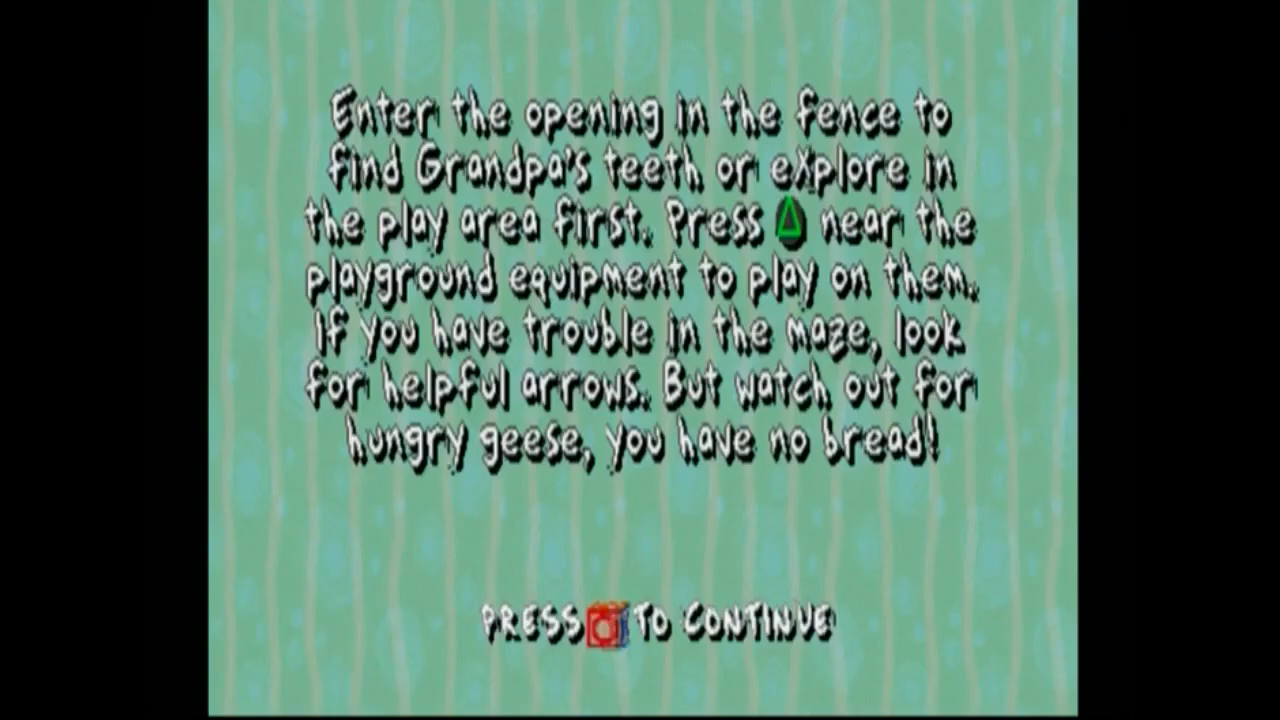 Enter the opening in the fence to
find Grandpa's teeth or explore in
the play area first. Press △ near the
playground equipment to play on them.
If you have trouble in the maze, look
for helpful arrows. But watch out for
hungry geese, you have no bread!
PRESS TO CONTINUE